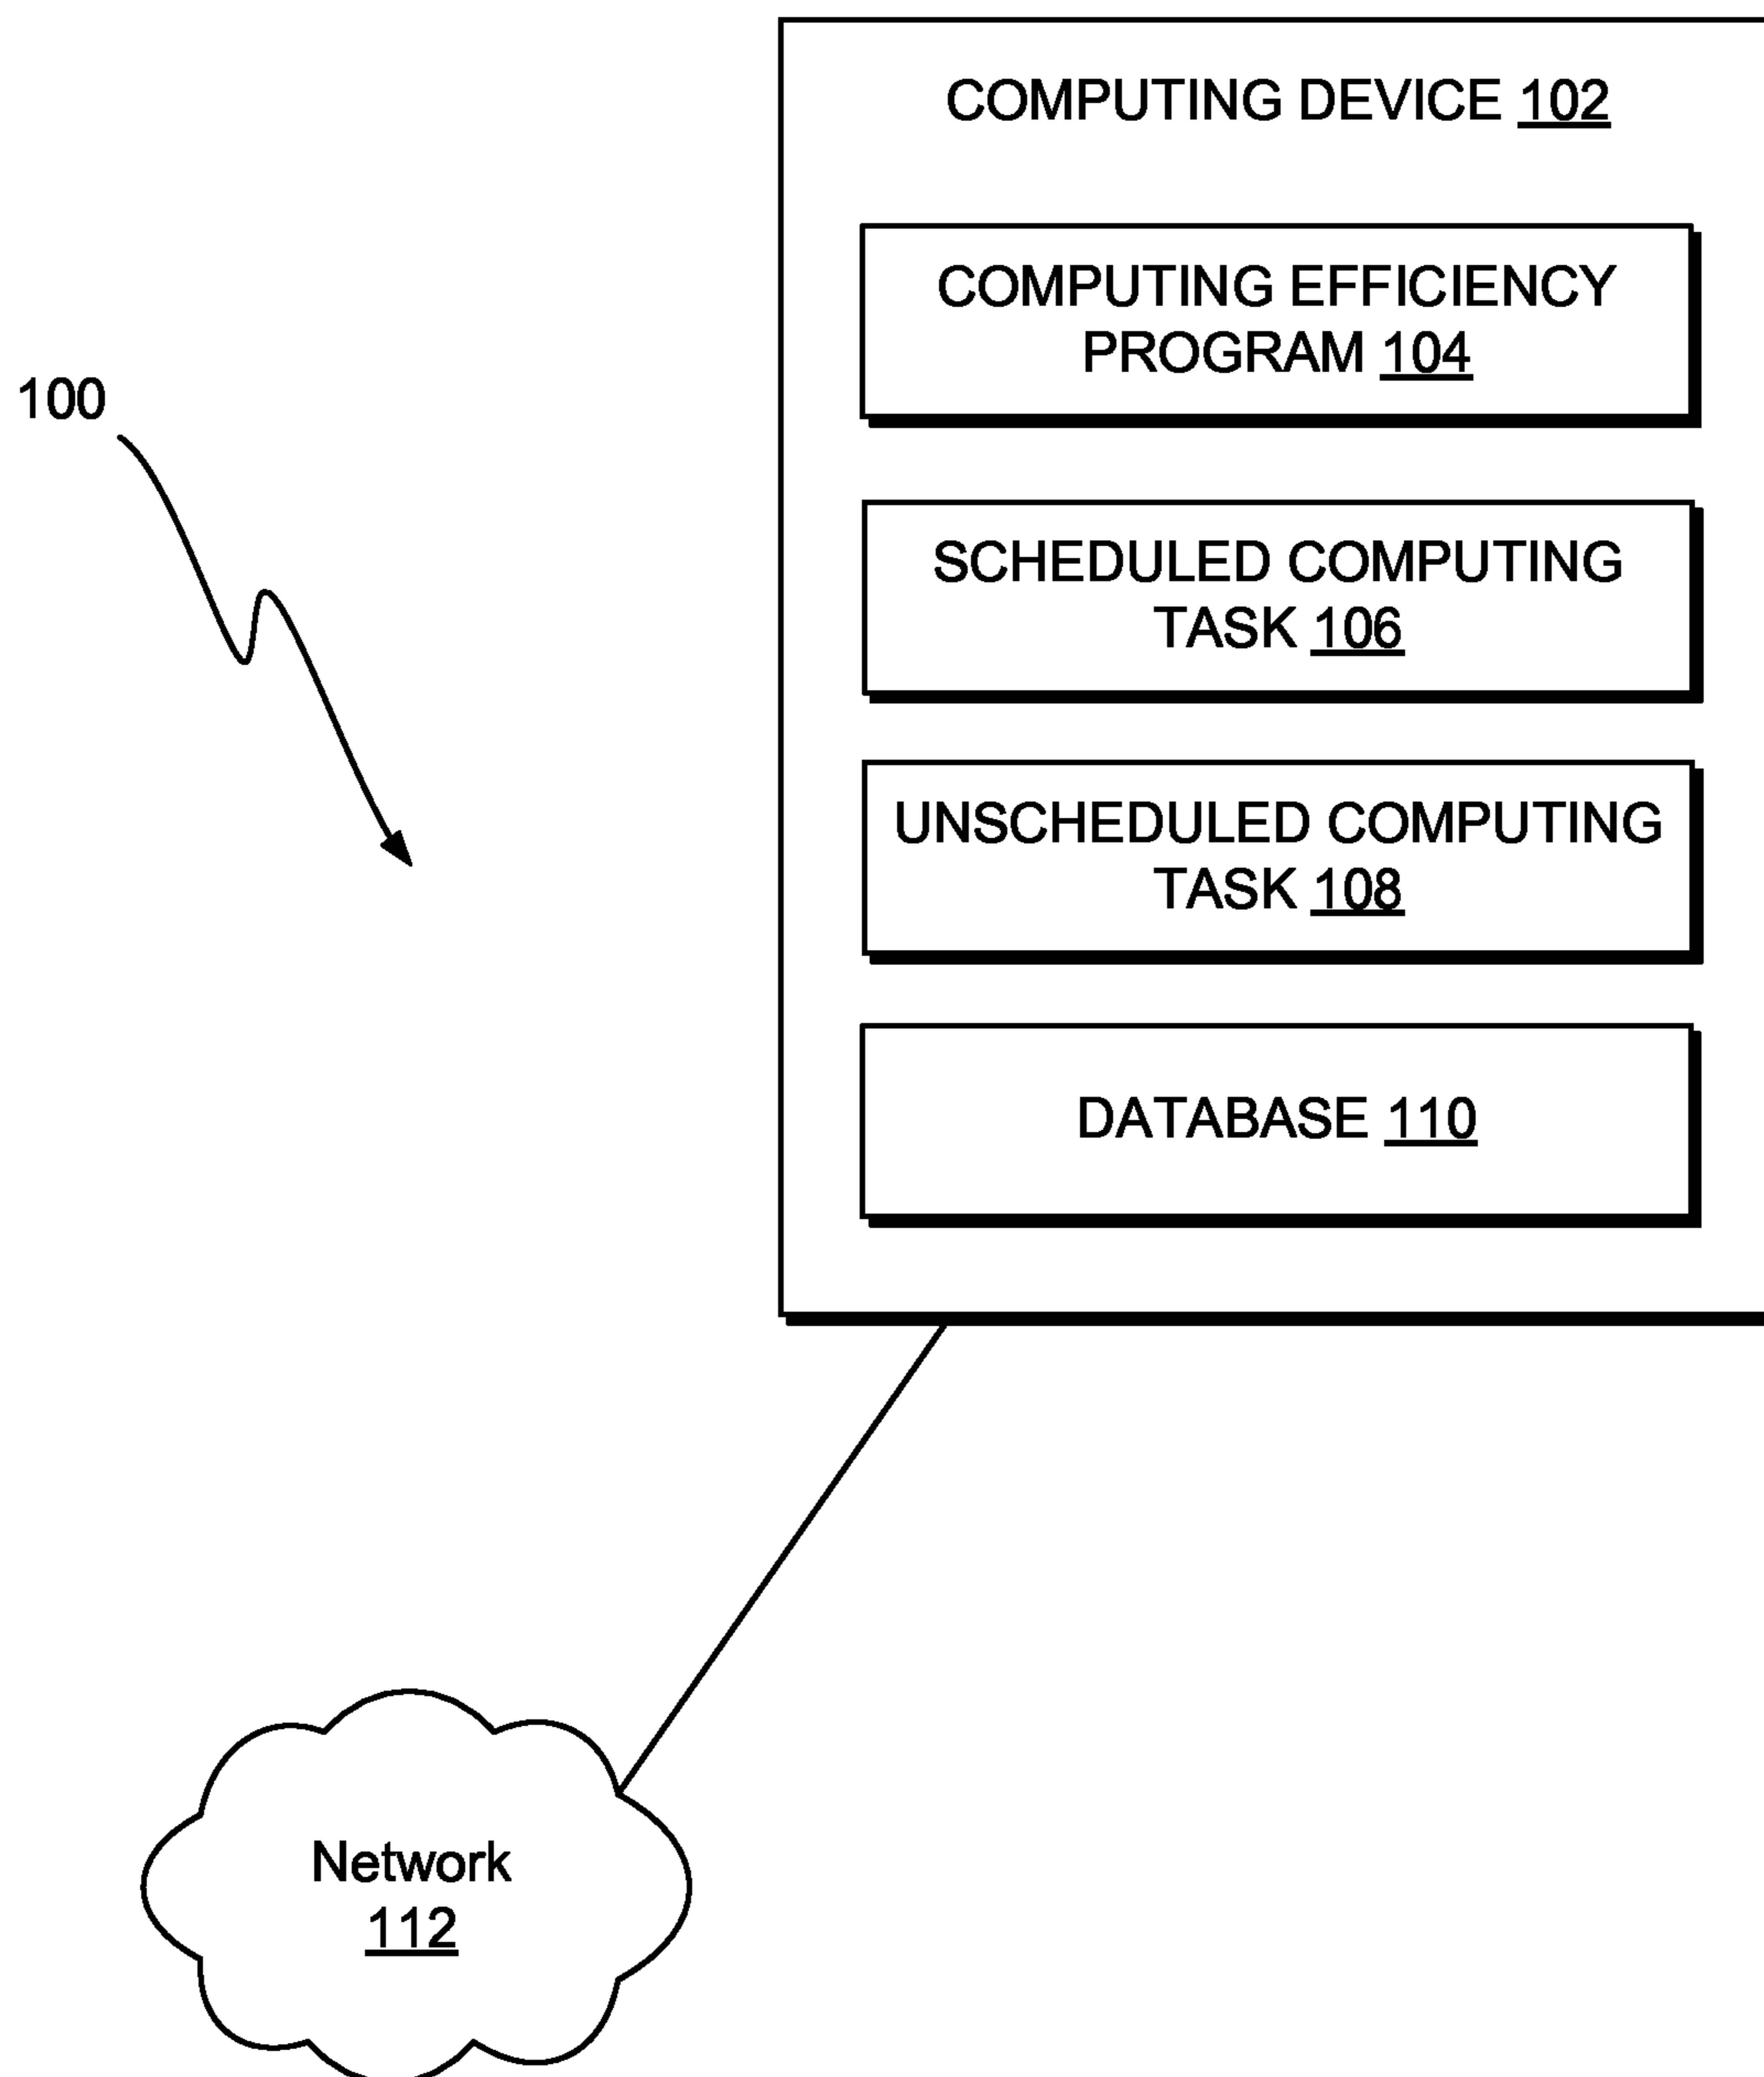 COMPUTING DEVICE 102
COMPUTING EFFICIENCY
PROGRAM 104
100
SCHEDULED COMPUTING
TASK 106
UNSCHEDULED COMPUTING
TASK 108
DATABASE 110
Network
112